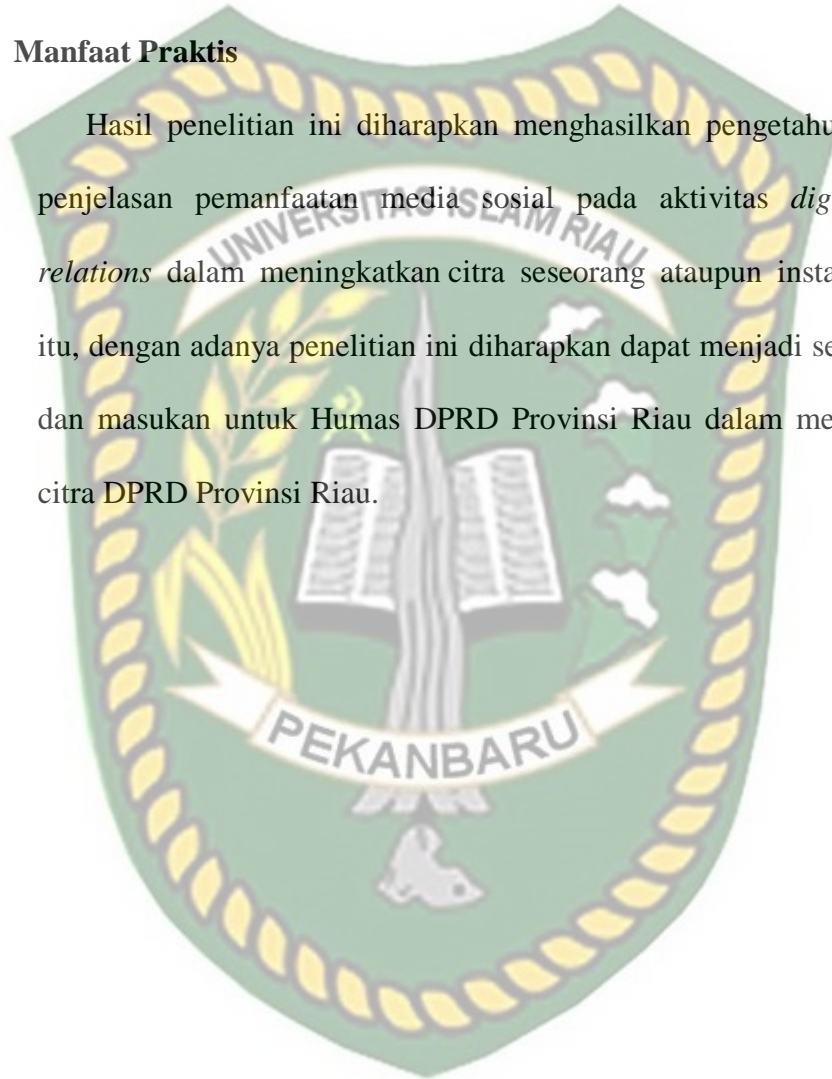 Manfaat Praktis
Hasil penelitian ini diharapkan menghasilkan pengetahu
penjelasan pemanfaatan media sosial pada aktivitas dig
UNIVERSITAS ISLAM RIAU
relations dalam meningkatkan citra seseorang ataupun insta
itu, dengan adanya penelitian ini diharapkan dapat menjadi se
dan masukan untuk Humas DPRD Provinsi Riau dalam me
citra DPRD Provinsi Riau.
PEKANBARU